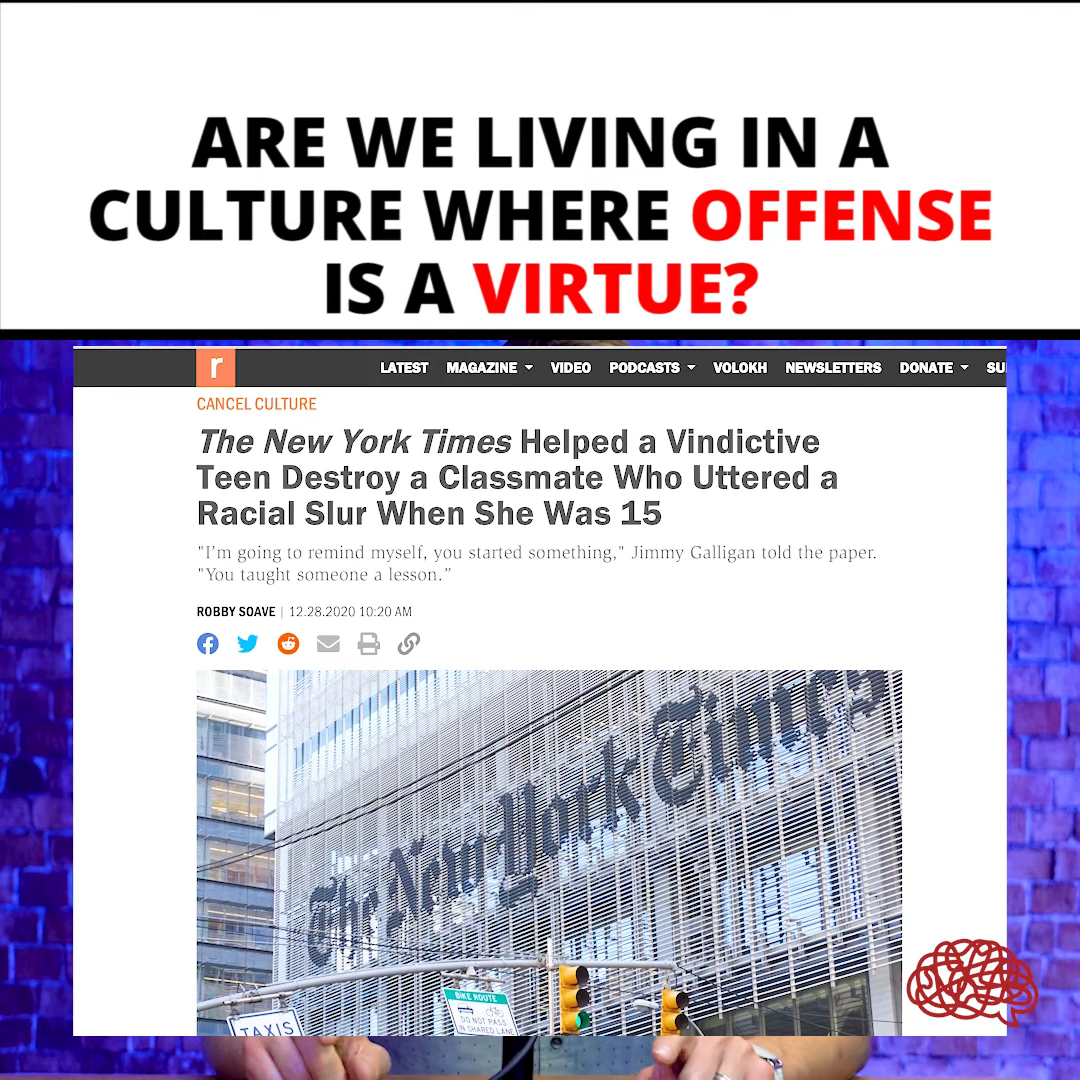 ARE WE LIVING IN A
CULTURE WHERE OFFENSE
IS A VIRTUE?
r
LATEST MAGAZINE VIDEO PODCASTS VOLOKH NEWSLETTERS DONATE SU
CANCEL CULTURE
The New York Times Helped a Vindictive
Teen Destroy a Classmate Who Uttered a
Racial Slur When She Was 15
"I'm going to remind myself, you started something," Jimmy Galligan told the paper.
"You taught someone a lesson.”
ROBBY SOAVE | 12.28.2020 10:20 AM
The New York Times
BIKE ROUTE
DO NOT PASS
IN SHARED LANE
TAXIS